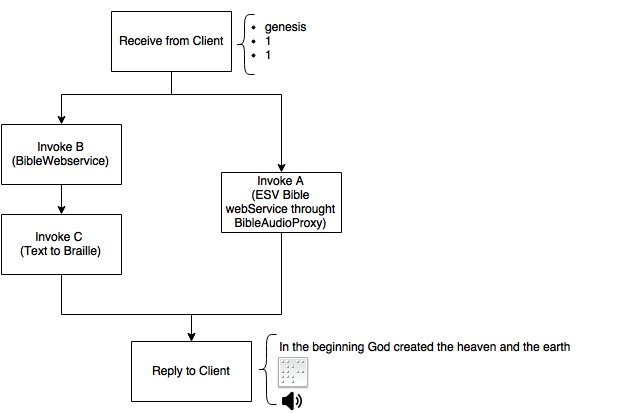 Receive from Client
• genesis
• 1
• 1
Invoke B
(BibleWebservice)
Invoke A
(ESV Bible
webService throught
BibleAudioProxy)
Invoke C
(Text to Braille)
In the beginning God created the heaven and the earth
Reply to Client